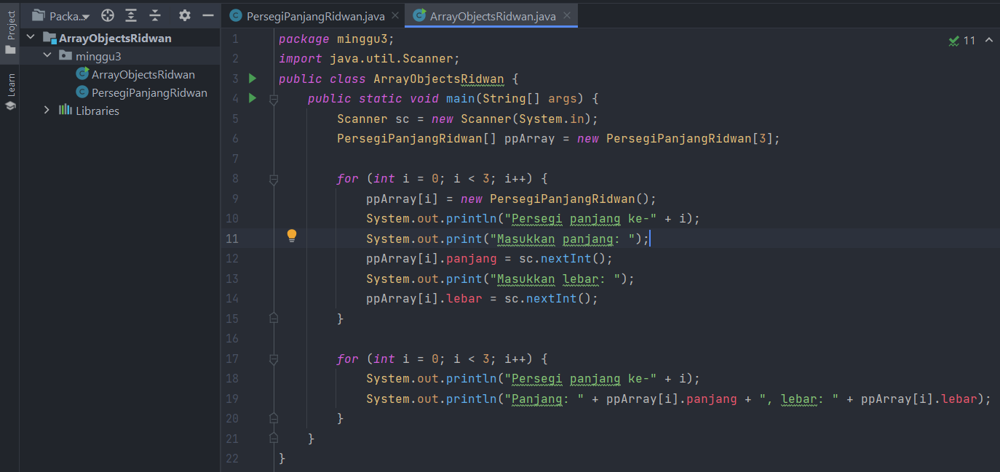 Project
Learn
Packa...
ArrayObjectsRidwan
minggu3
ArrayObjectsRidwan
PersegiPanjangRidwan
Libraries
PersegiPanjangRidwan.java
ArrayObjectsRidwan.java
11
1 package minggu3;
2 import java.util.Scanner;
3 public class ArrayObjectsRidwan {
4     public static void main(String[] args) {
5         Scanner sc = new Scanner(System.in);
6         PersegiPanjangRidwan[] ppArray = new PersegiPanjangRidwan[3];
7
8         for (int i = 0; i < 3; i++) {
9             ppArray[i] = new PersegiPanjangRidwan();
10             System.out.println("Persegi panjang ke-" + i);
11             System.out.print("Masukkan panjang: ");
12             ppArray[i].panjang = sc.nextInt();
13             System.out.print("Masukkan lebar: ");
14             ppArray[i].lebar = sc.nextInt();
15         }
16
17         for (int i = 0; i < 3; i++) {
18             System.out.println("Persegi panjang ke-" + i);
19             System.out.println("Panjang: " + ppArray[i].panjang + ", lebar: " + ppArray[i].lebar);
20         }
21     }
22 }